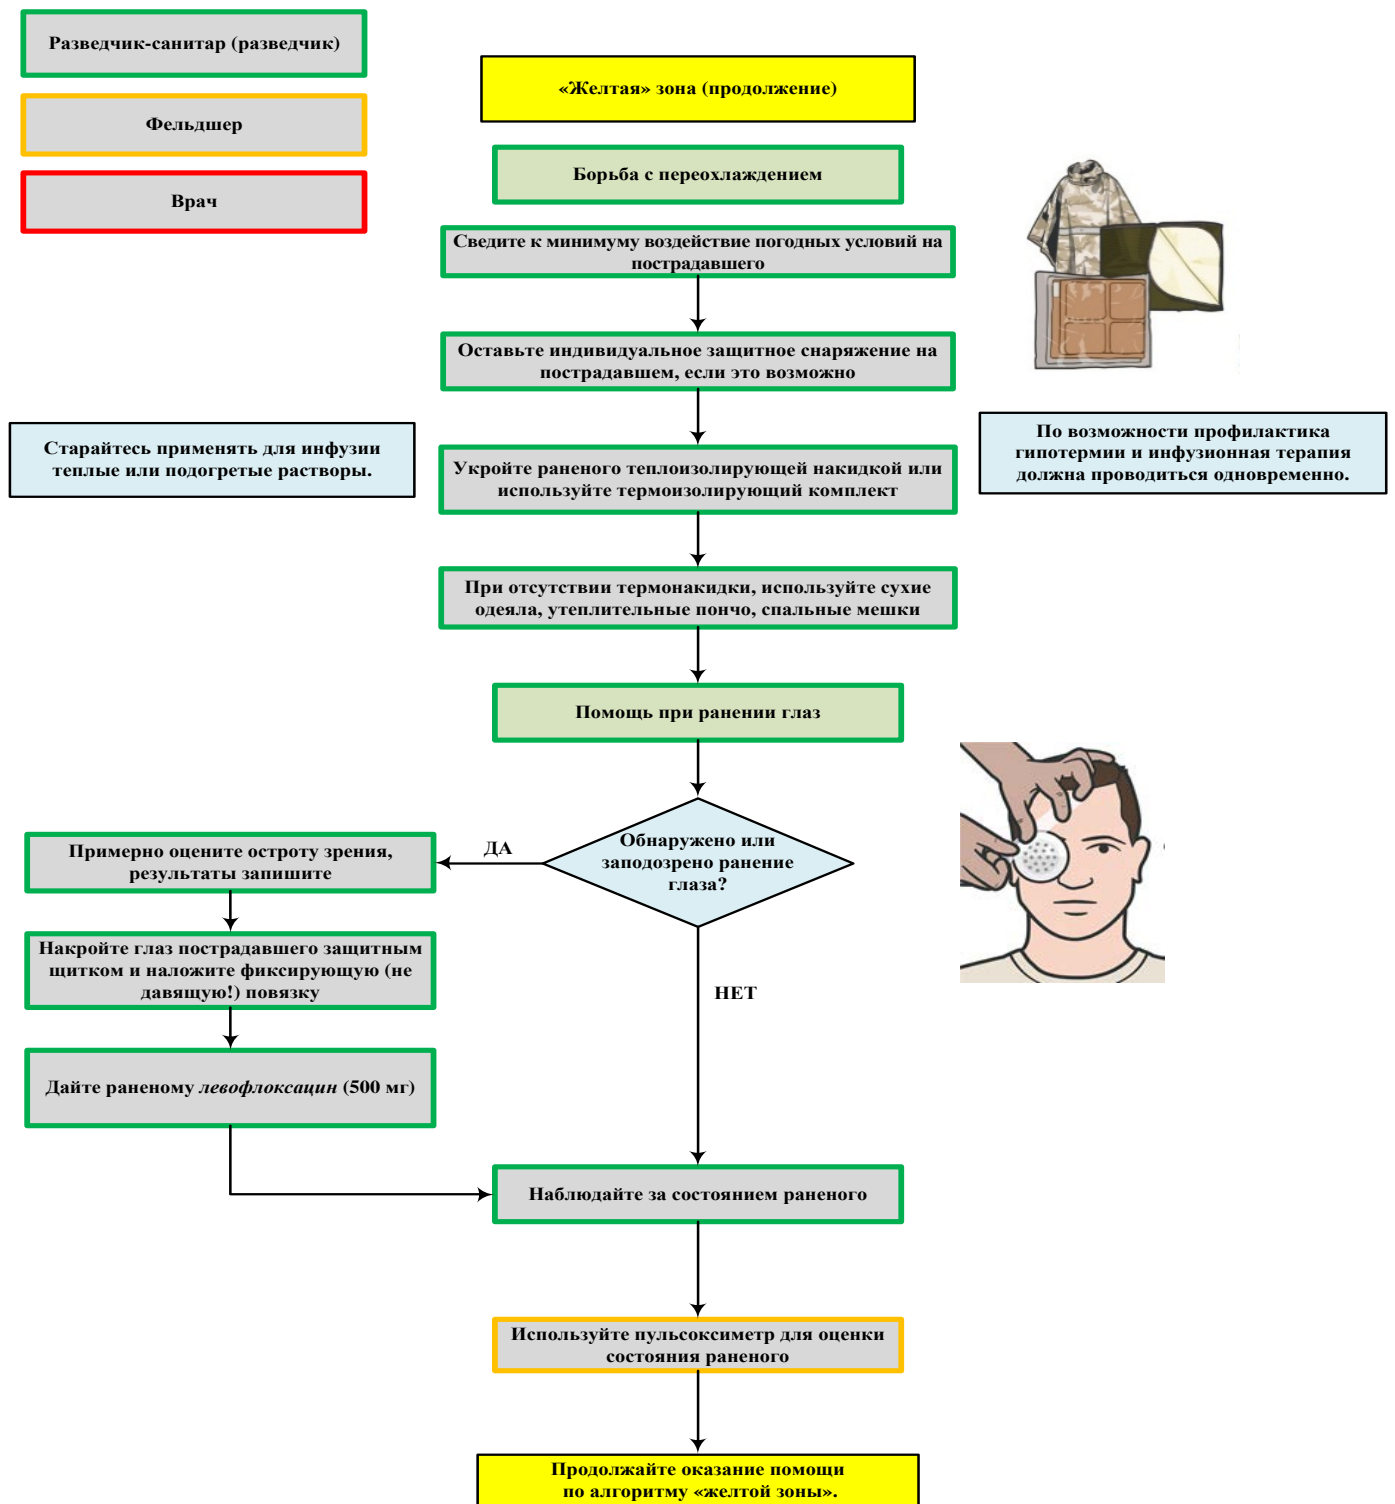 Разведчик-санитар (разведчик)
Фельдшер
Врач
«Желтая» зона (продолжение)
Борьба с переохлаждением
Сведите к минимуму воздействие погодных условий на
пострадавшего
Оставьте индивидуальное защитное снаряжение на
пострадавшем, если это возможно
Старайтесь применять для инфузии
теплые или подогретые растворы.
Укройте раненого теплоизолирующей накидкой или
используйте термоизолирующий комплект
По возможности профилактика
гипотермии и инфузионная терапия
должна проводиться одновременно.
При отсутствии термонакидки, используйте сухие
одеяла, утеплительные пончо, спальные мешки
Помощь при ранении глаз
Обнаружено или
заподозрено ранение
глаза?
ДА
Примерно оцените остроту зрения,
результаты запишите
Накройте глаз пострадавшего защитным
щитком и наложите фиксирующую (не
давящую!) повязку
НЕТ
Дайте раненому левофлоксацин (500 мг)
Наблюдайте за состоянием раненого
Используйте пульсоксиметр для оценки
состояния раненого
Продолжайте оказание помощи
по алгоритму «желтой зоны».